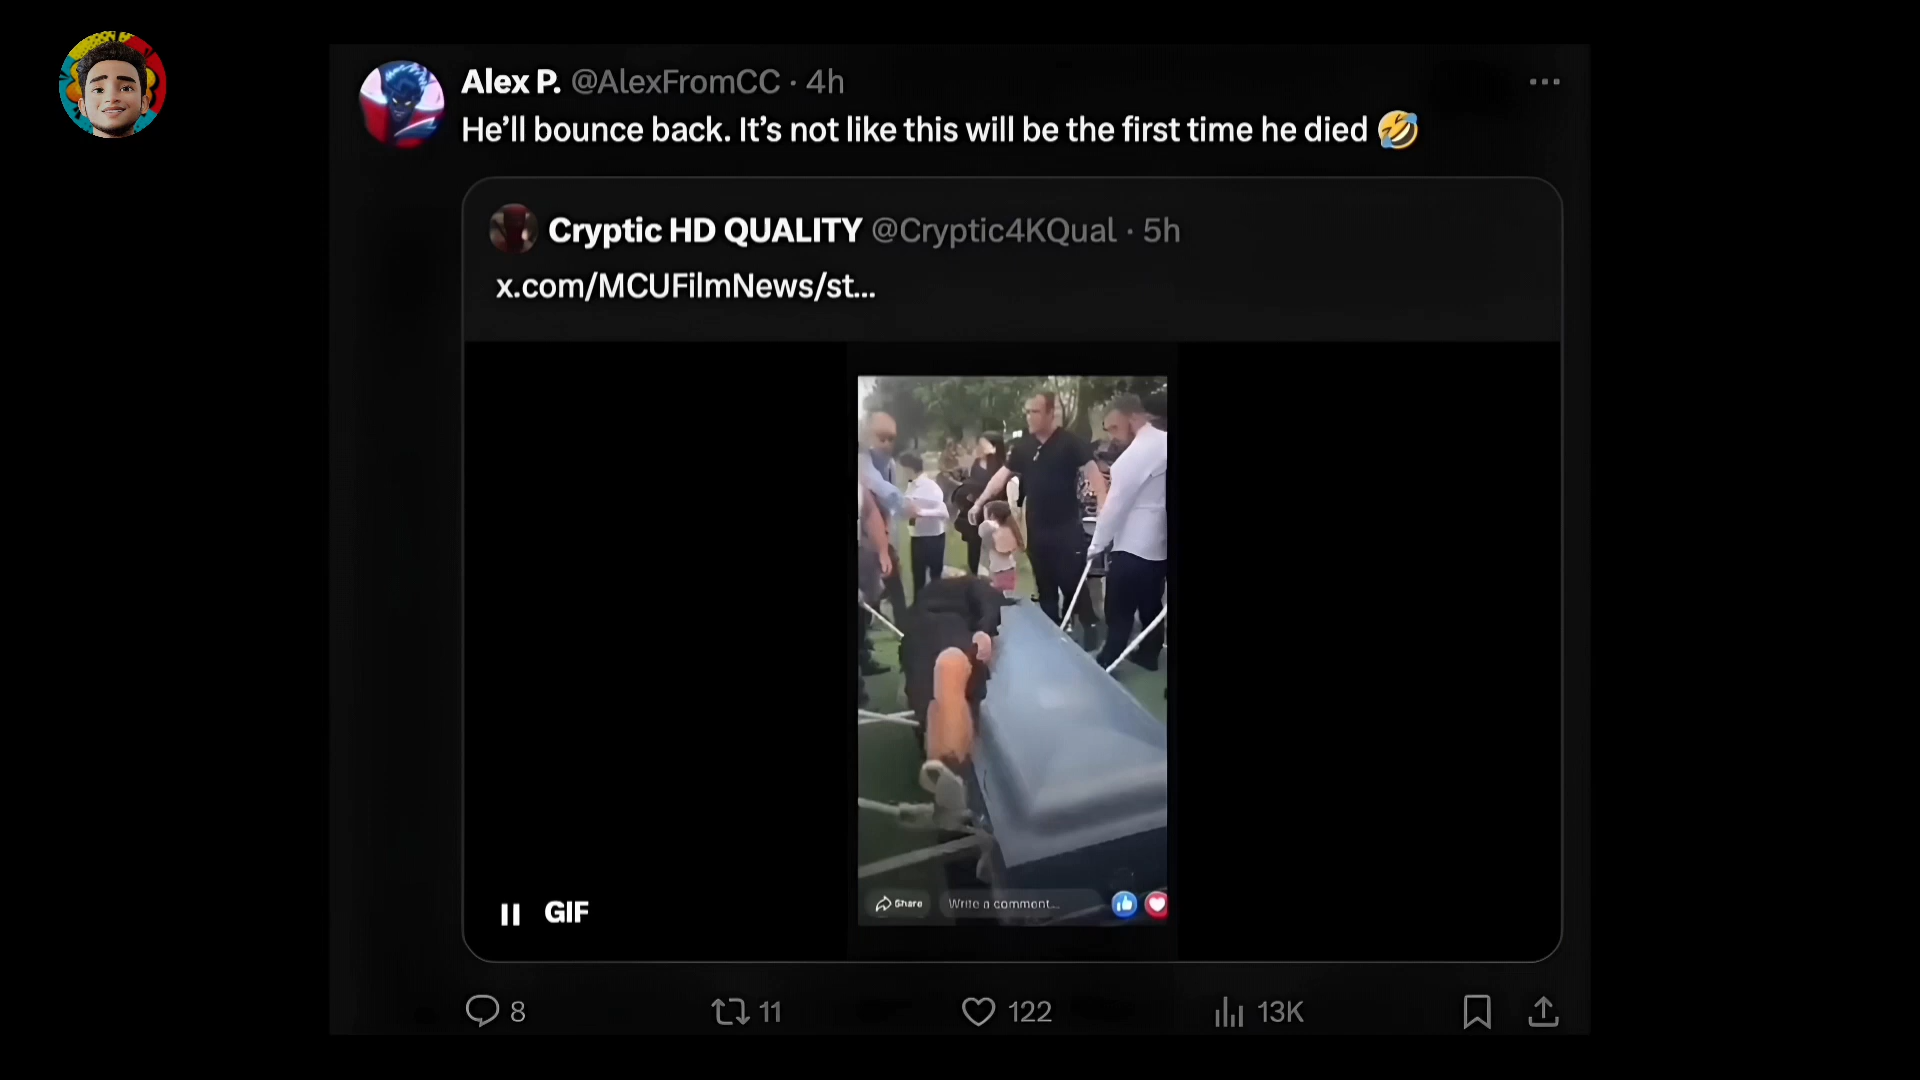 Alex P. @AlexFromCC · 4h
He’ll bounce back. It’s not like this will be the first time he died 🤣
Cryptic HD QUALITY @Cryptic4KQual · 5h
x.com/MCUFilmNews/st...
Share Write a comment...
GIF
8 11 122 13K